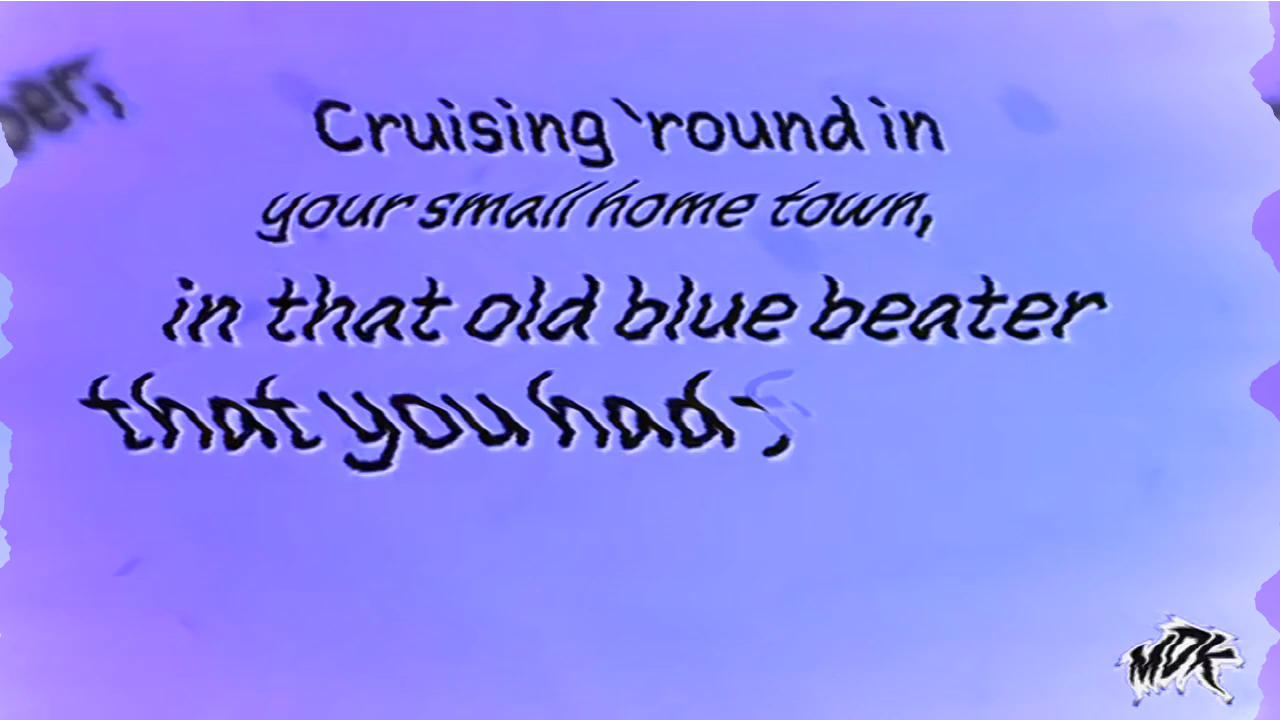 Cruising `round in
your small home town,
in that old blue beater
that you had
MDK